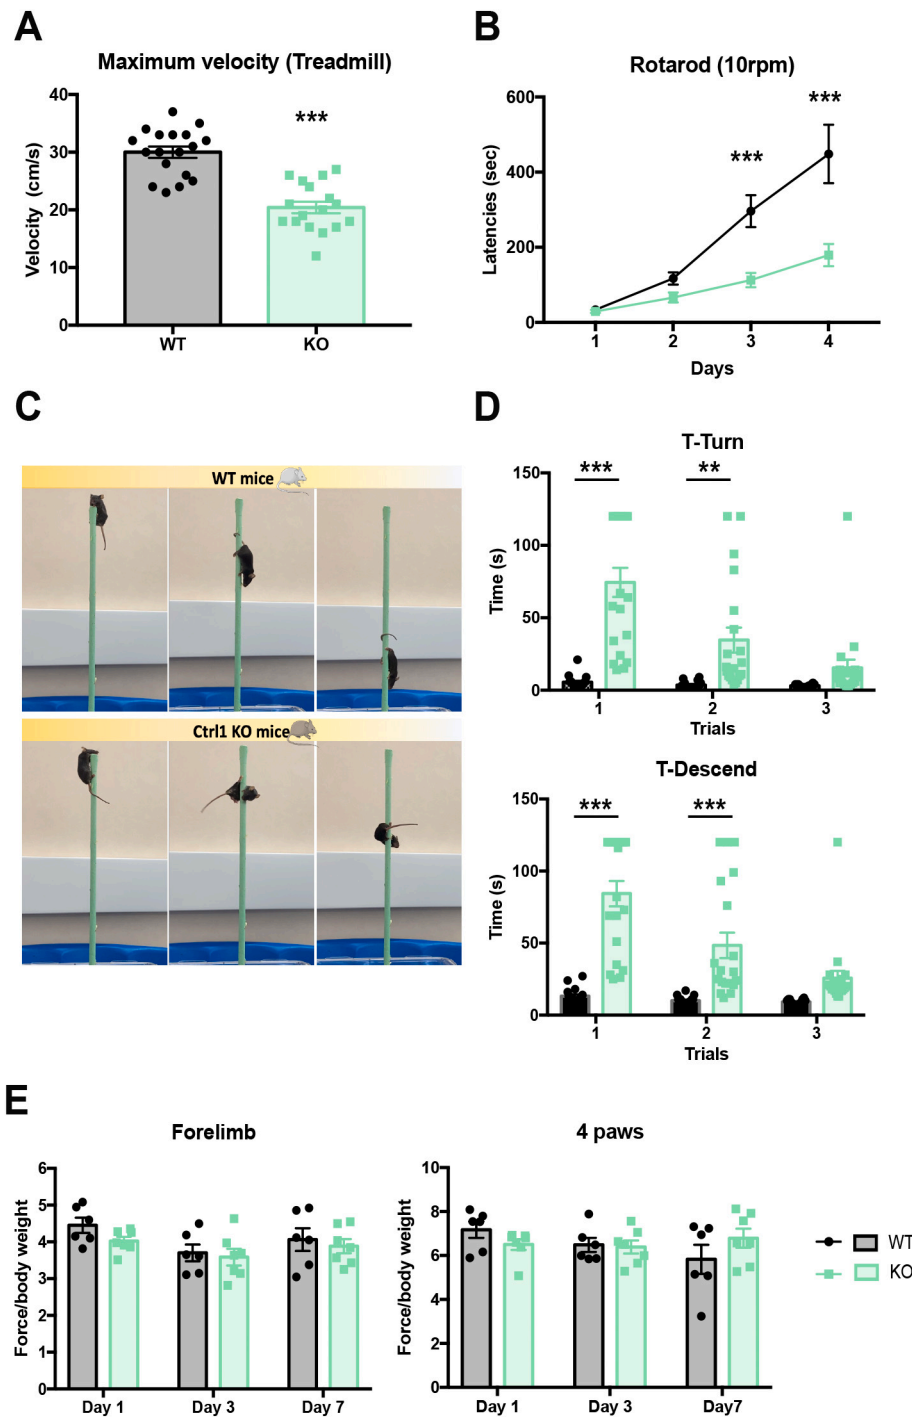 A
Maximum velocity (Treadmill)
Velocity (cm/s)
40
30
20
10
0
***
WT
KO
B
Rotarod (10rpm)
Latencies (sec)
600
400
200
0
***
***
1 2 3 4
Days
C
WT mice
Ctrl1 KO mice
D
T-Turn
Time (s)
150
100
50
0
***
**
1 2 3
Trials
T-Descend
Time (s)
150
100
50
0
***
***
1 2 3
Trials
E
Forelimb
Force/body weight
6
5
4
3
2
1
0
Day 1 Day 3 Day 7
4 paws
Force/body weight
10
8
6
4
2
0
Day 1 Day 3 Day7
WT
KO